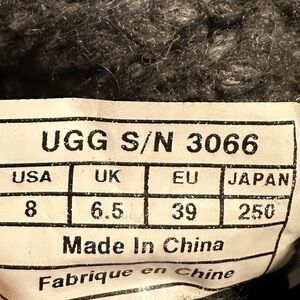 UGG S/N 3066
USA UK EU JAPAN
8 6.5 39 250
Made In China
Fabrique en Chine